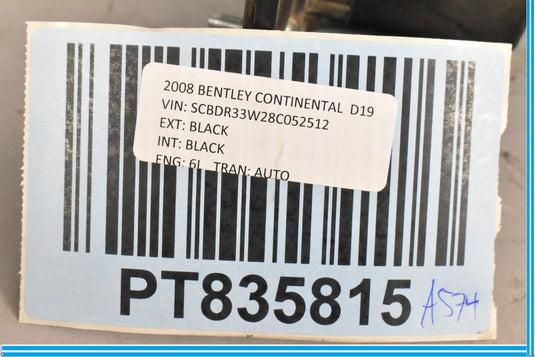 2008 BENTLEY CONTINENTAL D19
VIN: SCBDR33W28C052512
EXT: BLACK
INT: BLACK
ENG: 6L TRAN: AUTO
PT835815
A574